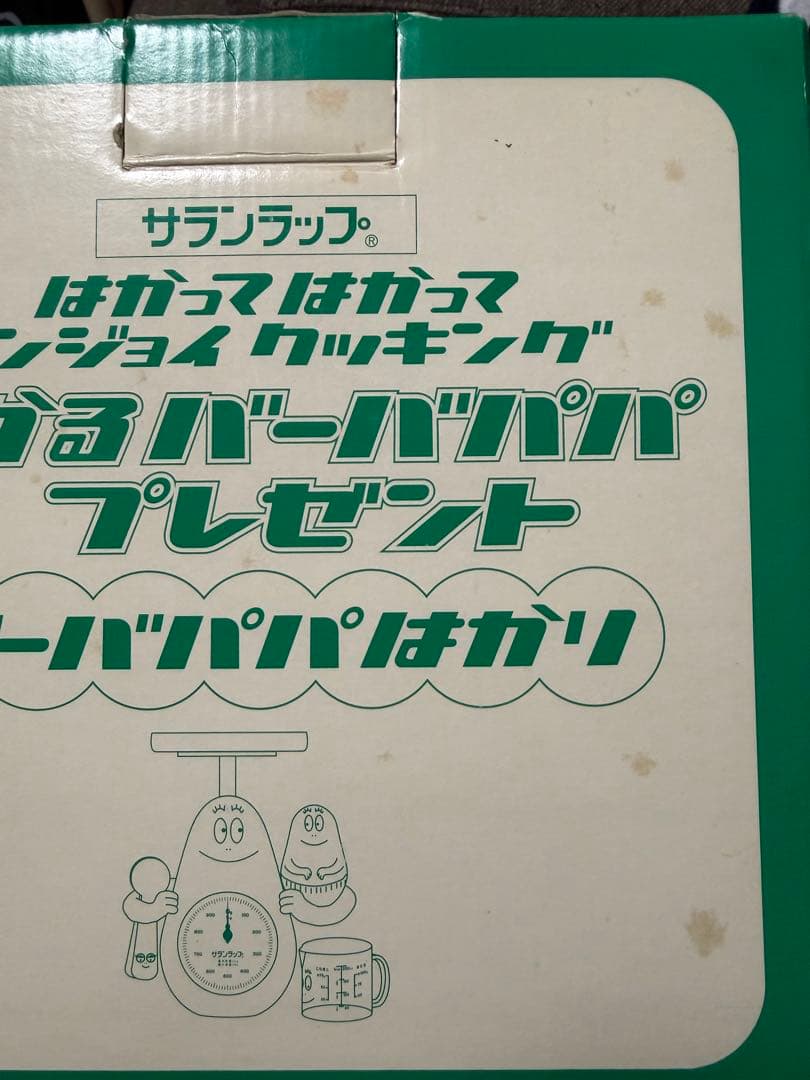 サランラップ®
はかって はかって
ンジョイ クッキング
かる バーバパパ
プレゼント
ーバパパはかり
サランラップ